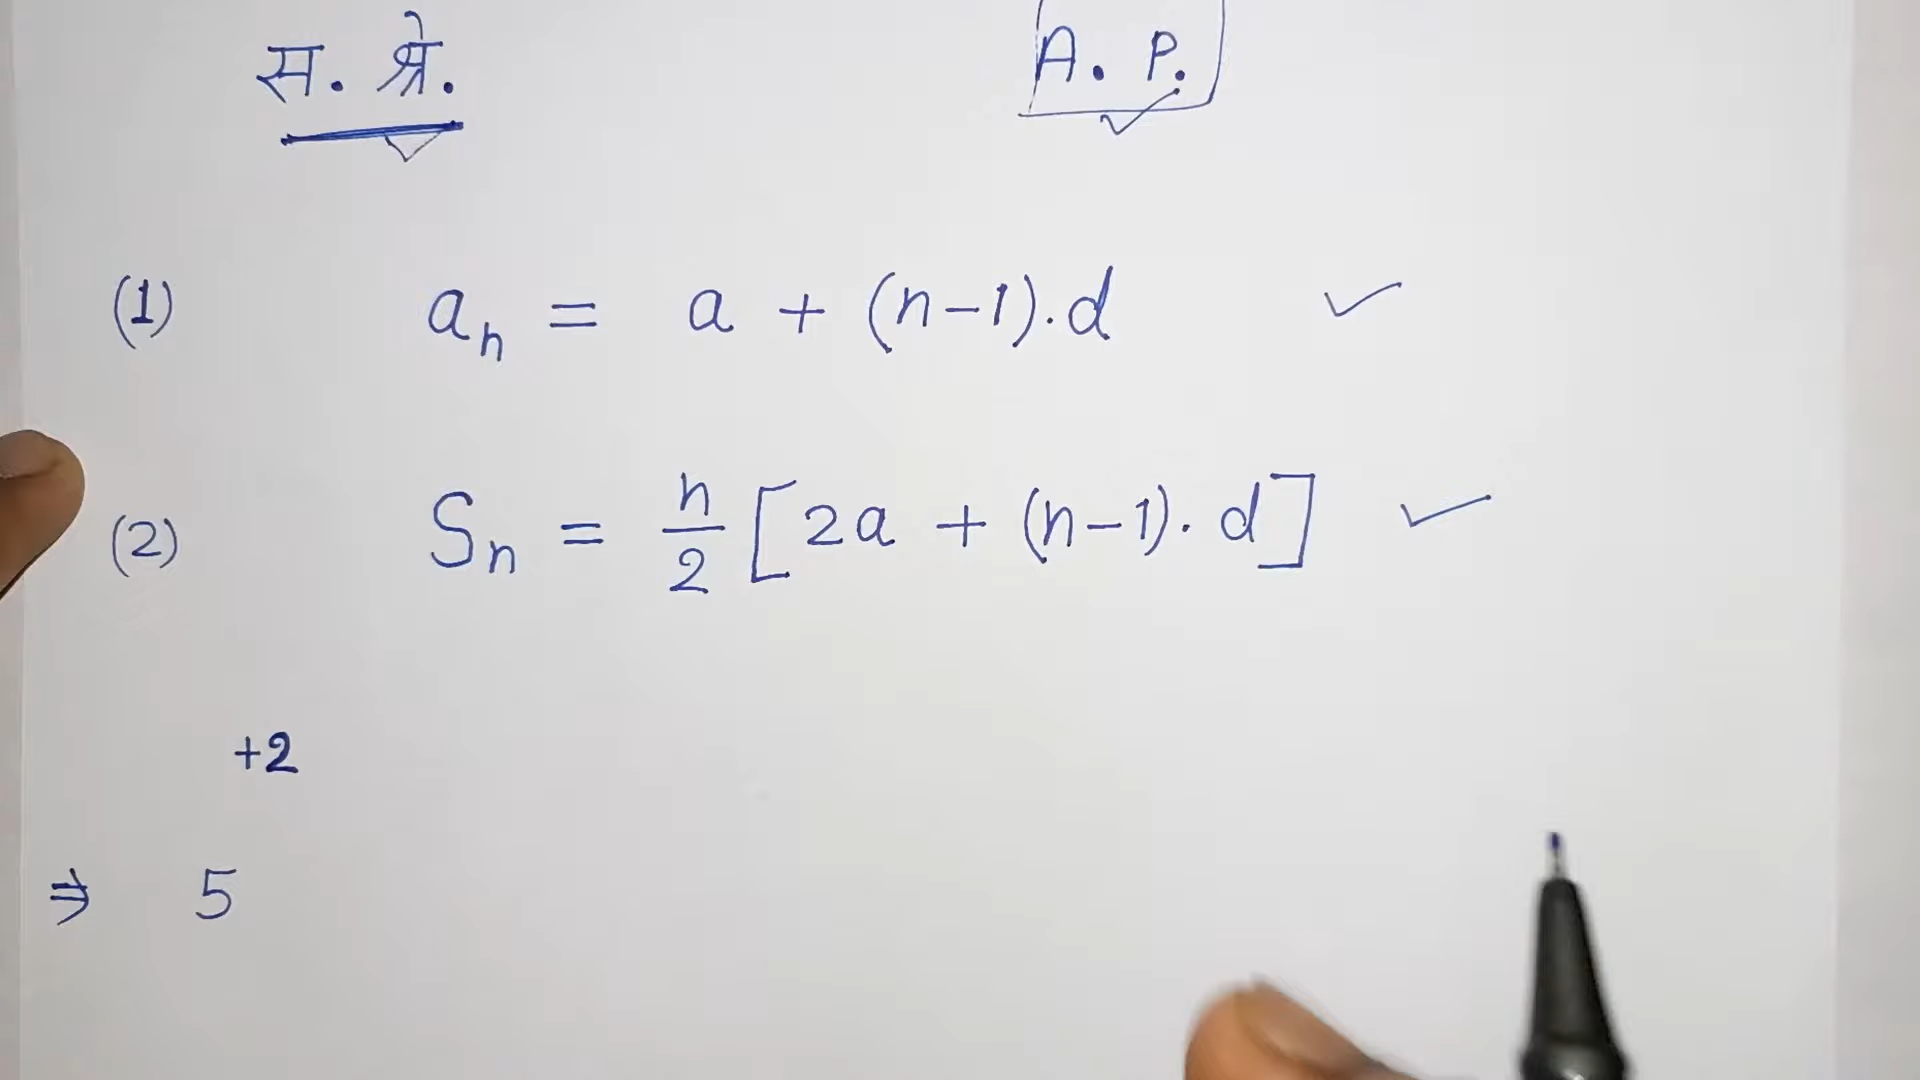 स. श्रे. A. P.
(1) aₙ = a + (n-1).d
(2) Sₙ = n/2 [2a + (n-1). d]
+2
⇒ 5